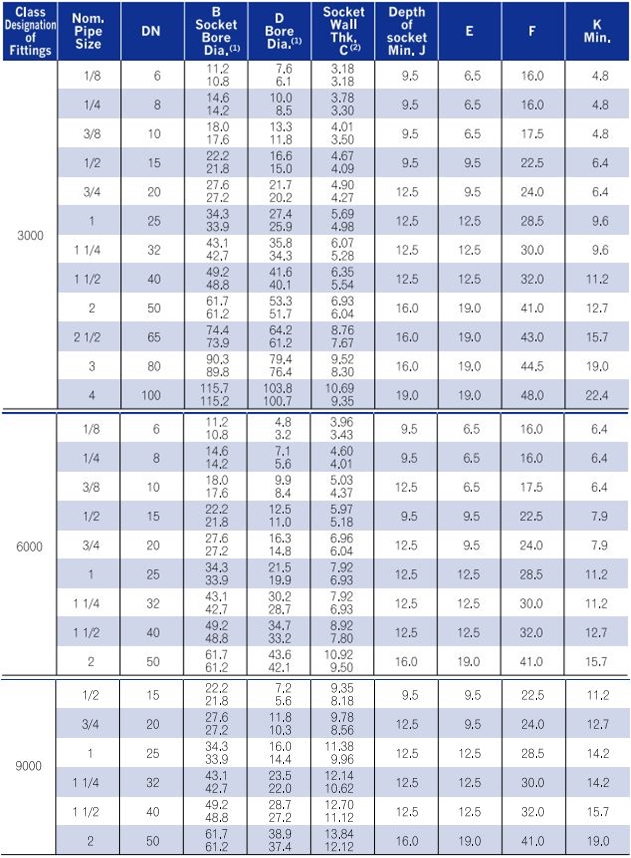 Class Designation of Fittings | Nom. Pipe Size | DN | B Socket Bore Dia.(1) | D Bore Dia.(1) | Socket Wall Thk. C(2) | Depth of socket Min. J | E | F | K Min.
3000
1/8 | 6 | 11.2 10.8 | 7.6 6.1 | 3.18 3.18 | 9.5 | 6.5 | 16.0 | 4.8
1/4 | 8 | 14.6 14.2 | 10.0 8.5 | 3.78 3.30 | 9.5 | 6.5 | 16.0 | 4.8
3/8 | 10 | 18.0 17.6 | 13.3 11.8 | 4.01 3.50 | 9.5 | 6.5 | 17.5 | 4.8
1/2 | 15 | 22.2 21.8 | 16.6 15.0 | 4.67 4.09 | 9.5 | 9.5 | 22.5 | 6.4
3/4 | 20 | 27.6 27.2 | 21.7 20.2 | 4.90 4.27 | 12.5 | 9.5 | 24.0 | 6.4
1 | 25 | 34.3 33.9 | 27.4 25.9 | 5.69 4.98 | 12.5 | 12.5 | 28.5 | 9.6
1 1/4 | 32 | 43.1 42.7 | 35.8 34.3 | 6.07 5.28 | 12.5 | 12.5 | 30.0 | 9.6
1 1/2 | 40 | 49.2 48.8 | 41.6 40.1 | 6.35 5.54 | 12.5 | 12.5 | 32.0 | 11.2
2 | 50 | 61.7 61.2 | 53.3 51.7 | 6.93 6.04 | 16.0 | 19.0 | 41.0 | 12.7
2 1/2 | 65 | 74.4 73.9 | 64.2 61.2 | 8.76 7.67 | 16.0 | 19.0 | 43.0 | 15.7
3 | 80 | 90.3 89.8 | 79.4 76.4 | 9.52 8.30 | 16.0 | 19.0 | 44.5 | 19.0
4 | 100 | 115.7 115.2 | 103.8 100.7 | 10.69 9.35 | 19.0 | 19.0 | 48.0 | 22.4
6000
1/8 | 6 | 11.2 10.8 | 4.8 3.2 | 3.96 3.43 | 9.5 | 6.5 | 16.0 | 6.4
1/4 | 8 | 14.6 14.2 | 7.1 5.6 | 4.60 4.01 | 9.5 | 6.5 | 16.0 | 6.4
3/8 | 10 | 18.0 17.6 | 9.9 8.4 | 5.03 4.37 | 12.5 | 6.5 | 17.5 | 6.4
1/2 | 15 | 22.2 21.8 | 12.5 11.0 | 5.97 5.18 | 9.5 | 9.5 | 22.5 | 7.9
3/4 | 20 | 27.6 27.2 | 16.3 14.8 | 6.96 6.04 | 12.5 | 9.5 | 24.0 | 7.9
1 | 25 | 34.3 33.9 | 21.5 19.9 | 7.92 6.93 | 12.5 | 12.5 | 28.5 | 11.2
1 1/4 | 32 | 43.1 42.7 | 30.2 28.7 | 7.92 6.93 | 12.5 | 12.5 | 30.0 | 11.2
1 1/2 | 40 | 49.2 48.8 | 34.7 33.2 | 8.92 7.80 | 12.5 | 12.5 | 32.0 | 12.7
2 | 50 | 61.7 61.2 | 43.6 42.1 | 10.92 9.50 | 16.0 | 19.0 | 41.0 | 15.7
9000
1/2 | 15 | 22.2 21.8 | 7.2 5.6 | 9.35 8.18 | 9.5 | 9.5 | 22.5 | 11.2
3/4 | 20 | 27.6 27.2 | 11.8 10.3 | 9.78 8.56 | 12.5 | 9.5 | 24.0 | 12.7
1 | 25 | 34.3 33.9 | 16.0 14.4 | 11.38 9.96 | 12.5 | 12.5 | 28.5 | 14.2
1 1/4 | 32 | 43.1 42.7 | 23.5 22.0 | 12.14 10.62 | 12.5 | 12.5 | 30.0 | 14.2
1 1/2 | 40 | 49.2 48.8 | 28.7 27.2 | 12.70 11.12 | 12.5 | 12.5 | 32.0 | 15.7
2 | 50 | 61.7 61.2 | 38.9 37.4 | 13.84 12.12 | 16.0 | 19.0 | 41.0 | 19.0